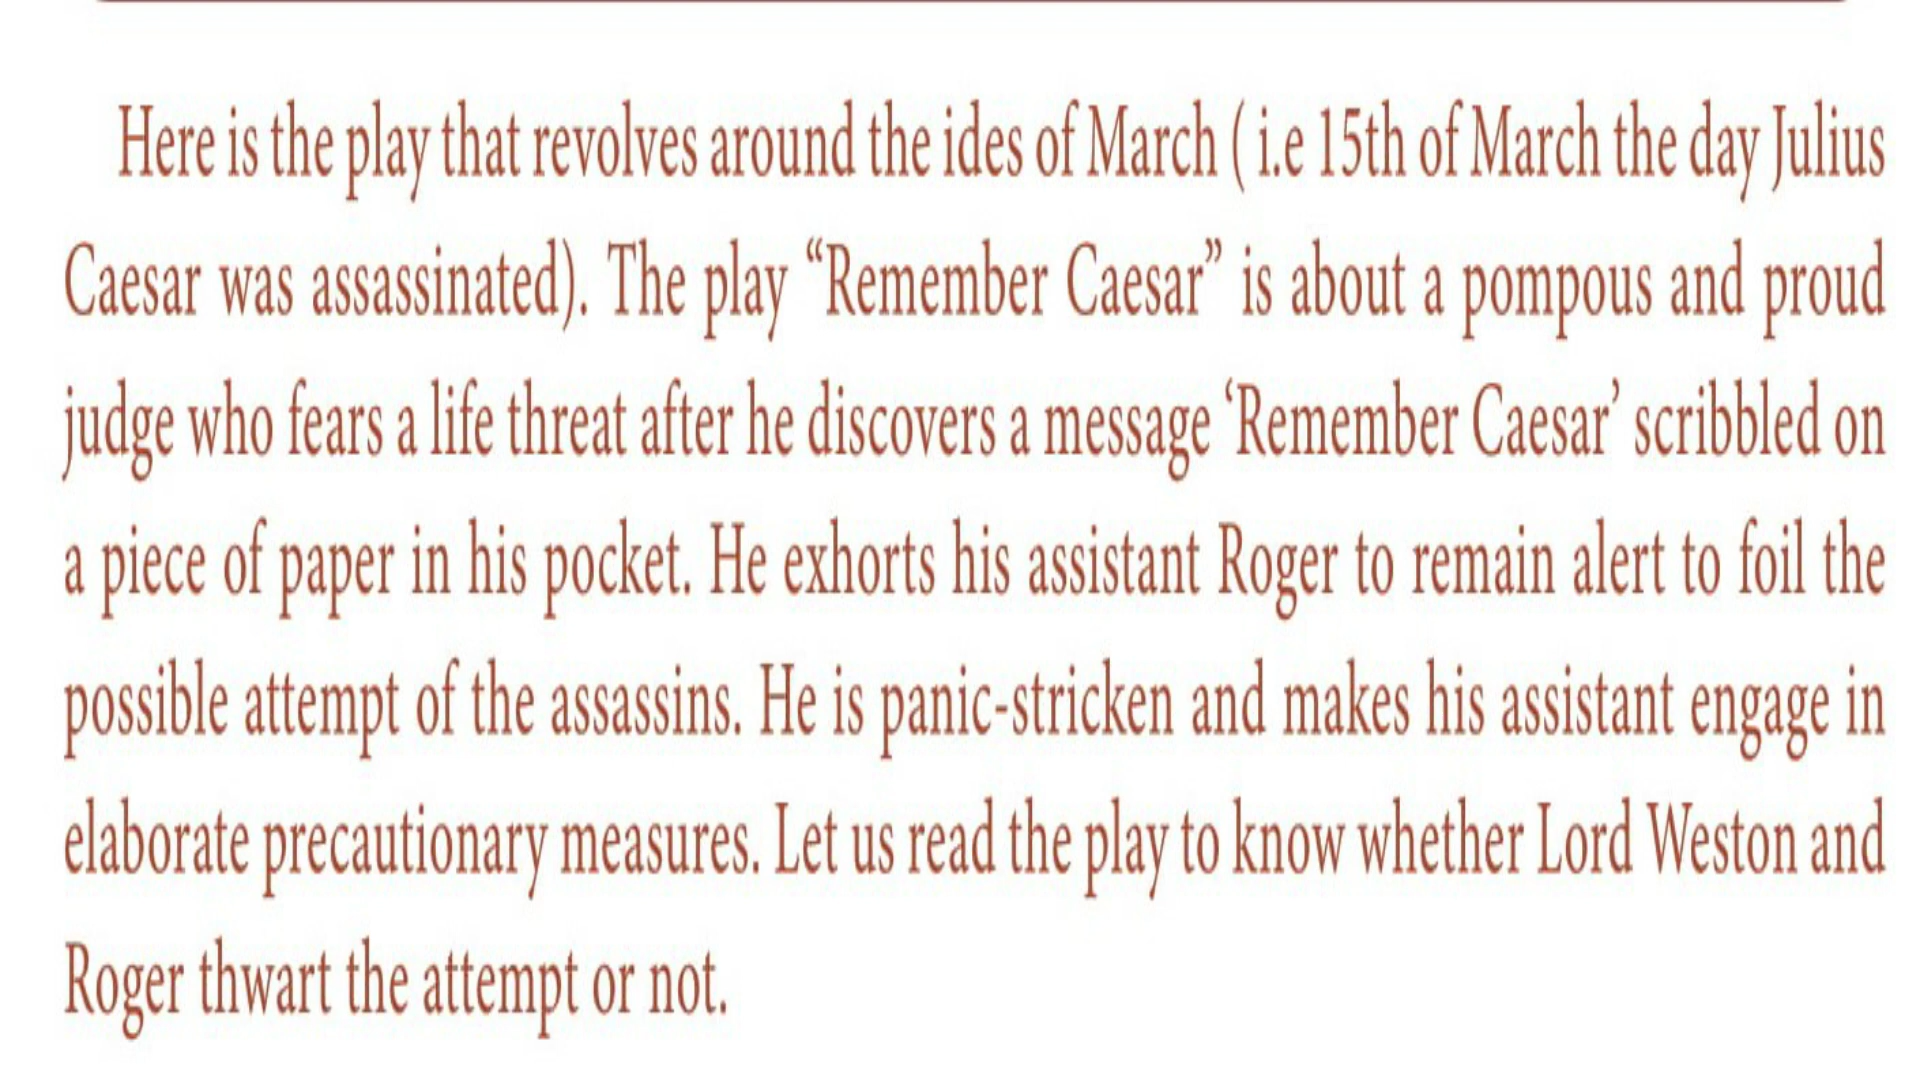 Here is the play that revolves around the ides of March ( i.e 15th of March the day Julius
Caesar was assassinated). The play “Remember Caesar” is about a pompous and proud
judge who fears a life threat after he discovers a message ‘Remember Caesar’ scribbled on
a piece of paper in his pocket. He exhorts his assistant Roger to remain alert to foil the
possible attempt of the assassins. He is panic-stricken and makes his assistant engage in
elaborate precautionary measures. Let us read the play to know whether Lord Weston and
Roger thwart the attempt or not.